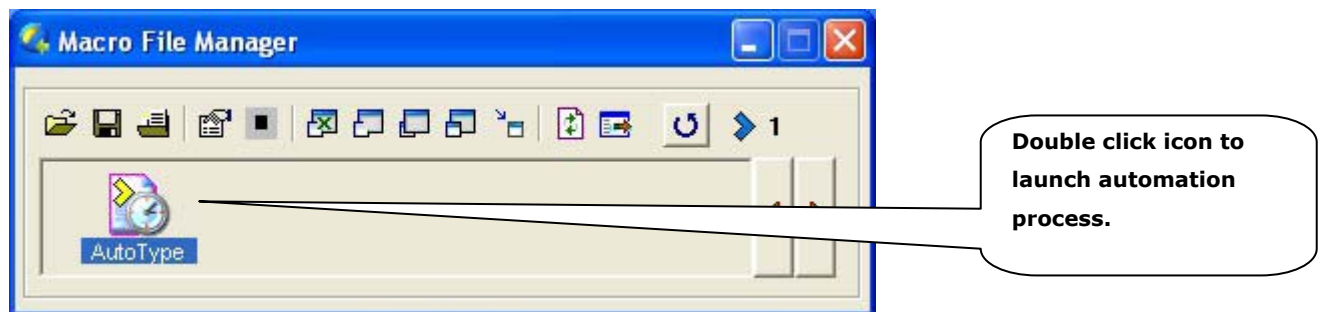 Macro File Manager
1
Double click icon to
launch automation
process.
AutoType